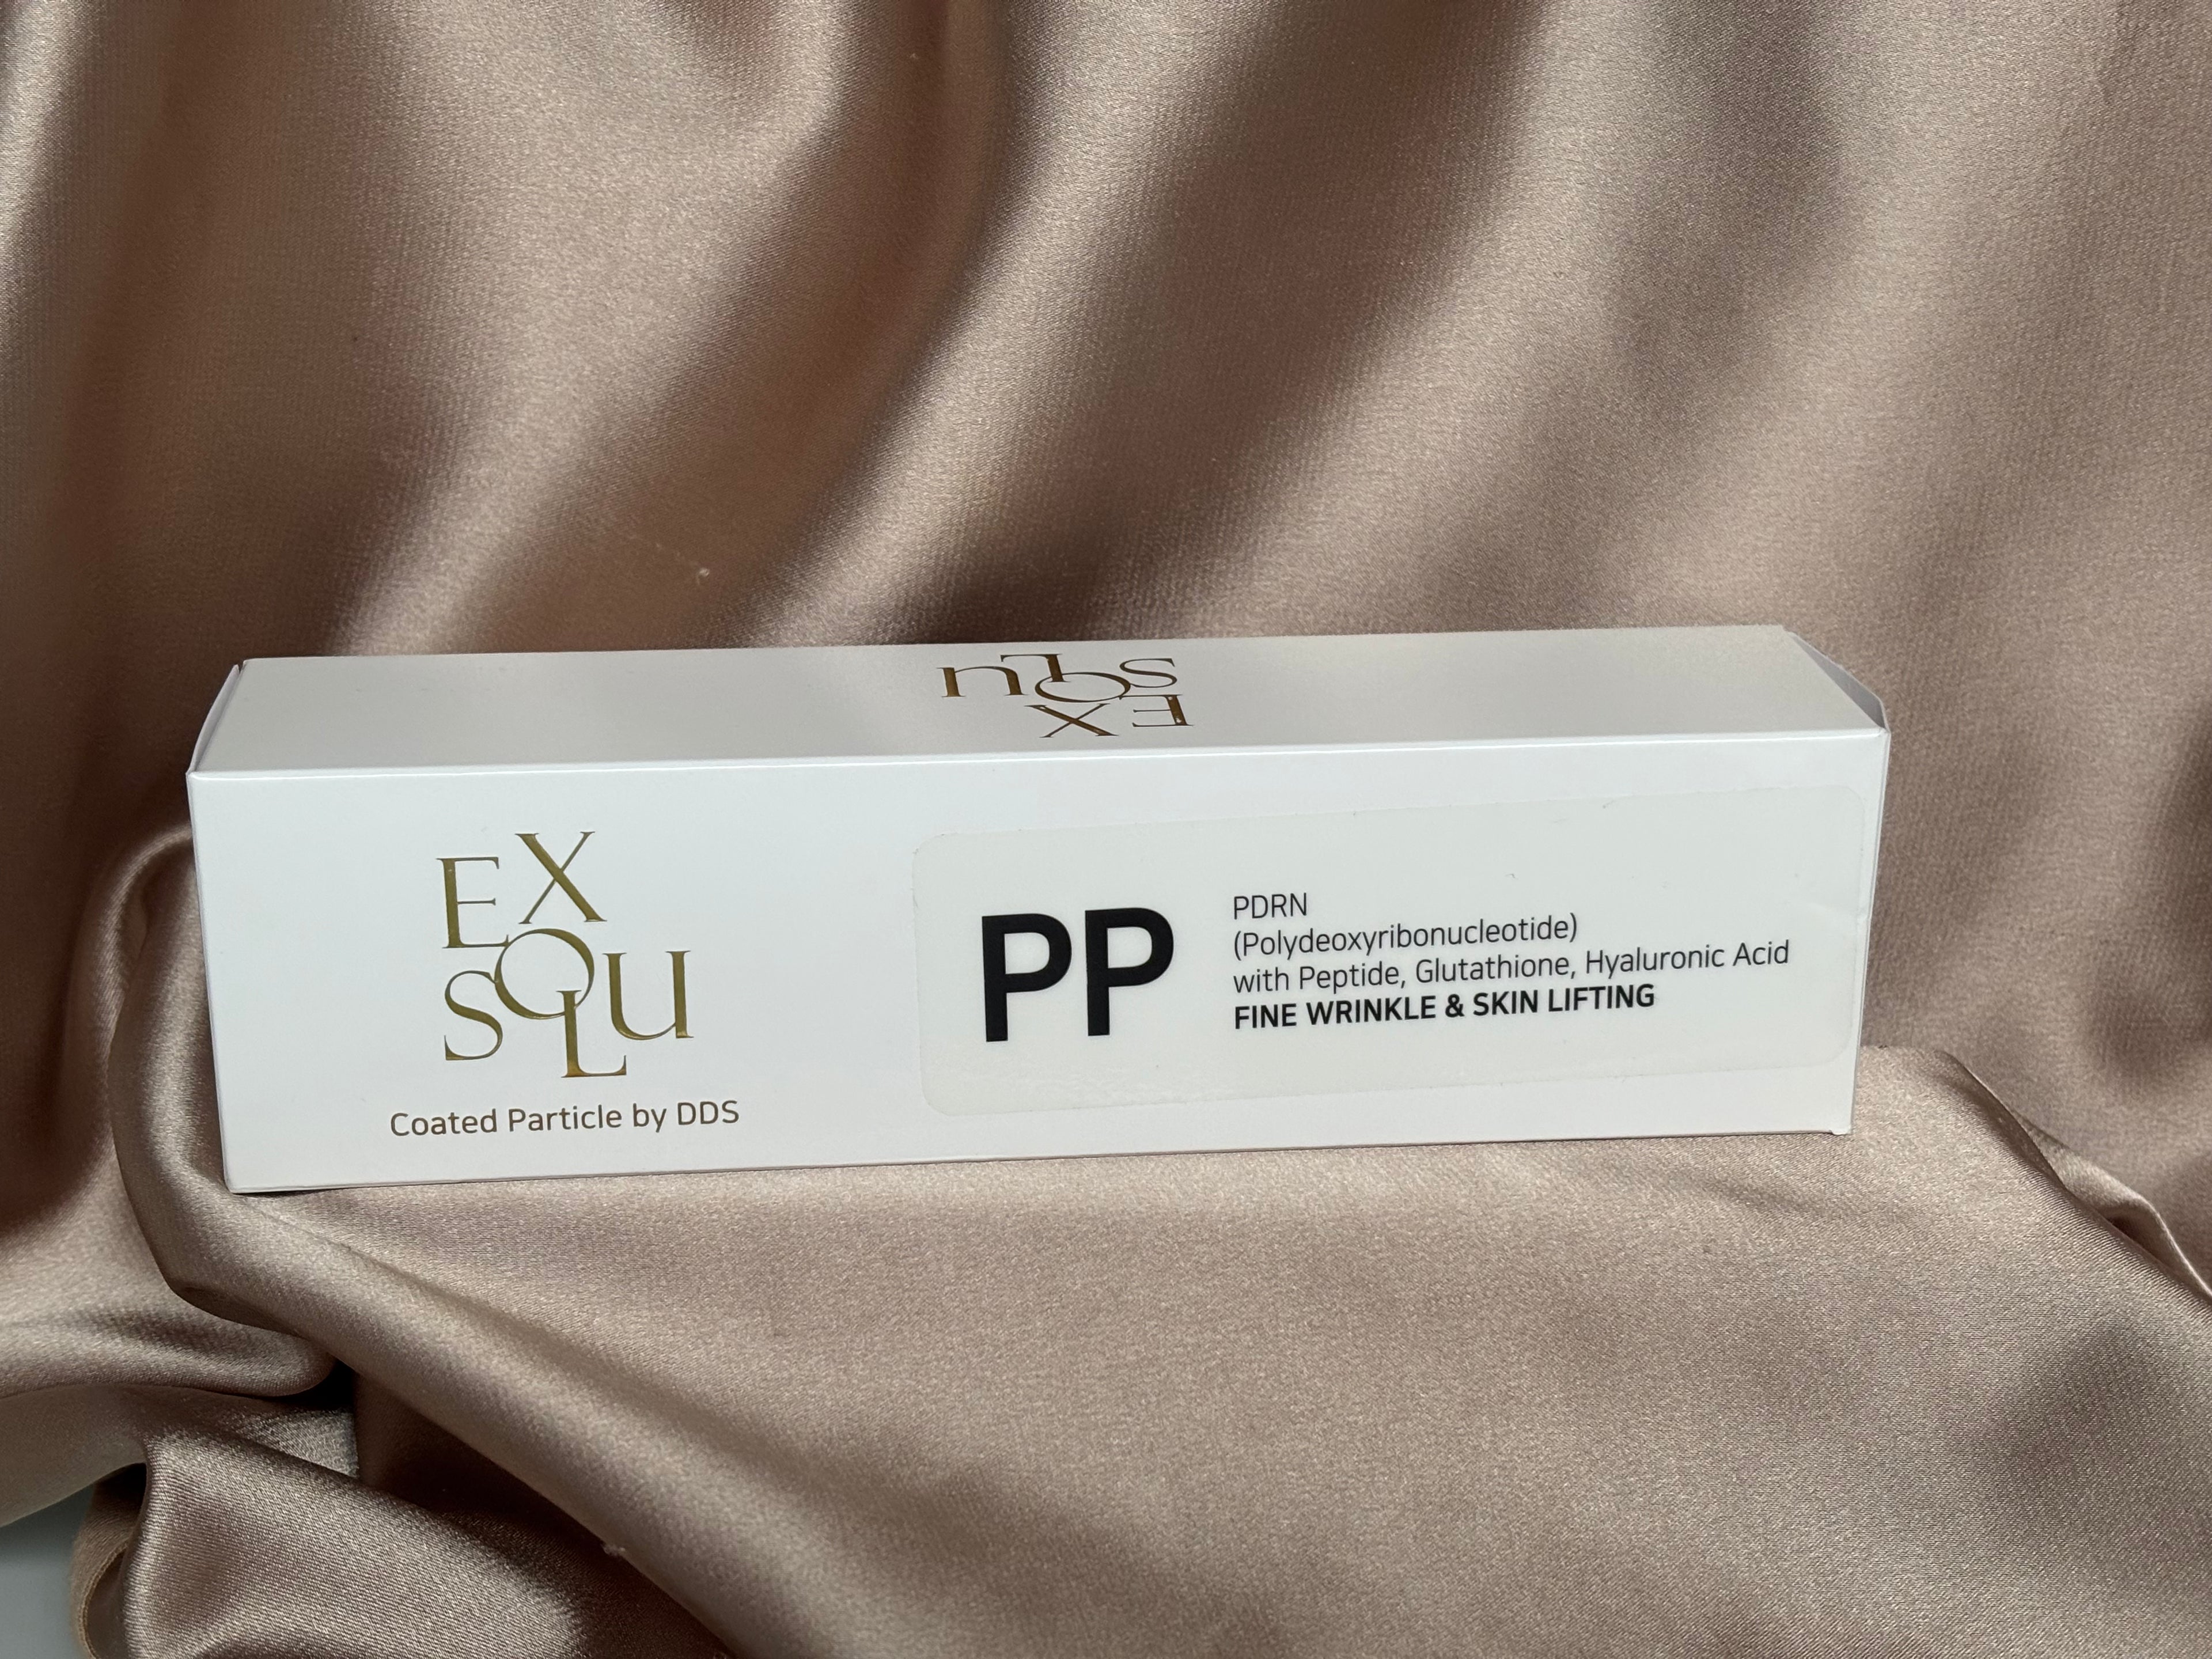 EX
SOLU
EX
SOLU
Coated Particle by DDS
PP
PDRN
(Polydeoxyribonucleotide)
with Peptide, Glutathione, Hyaluronic Acid
FINE WRINKLE & SKIN LIFTING